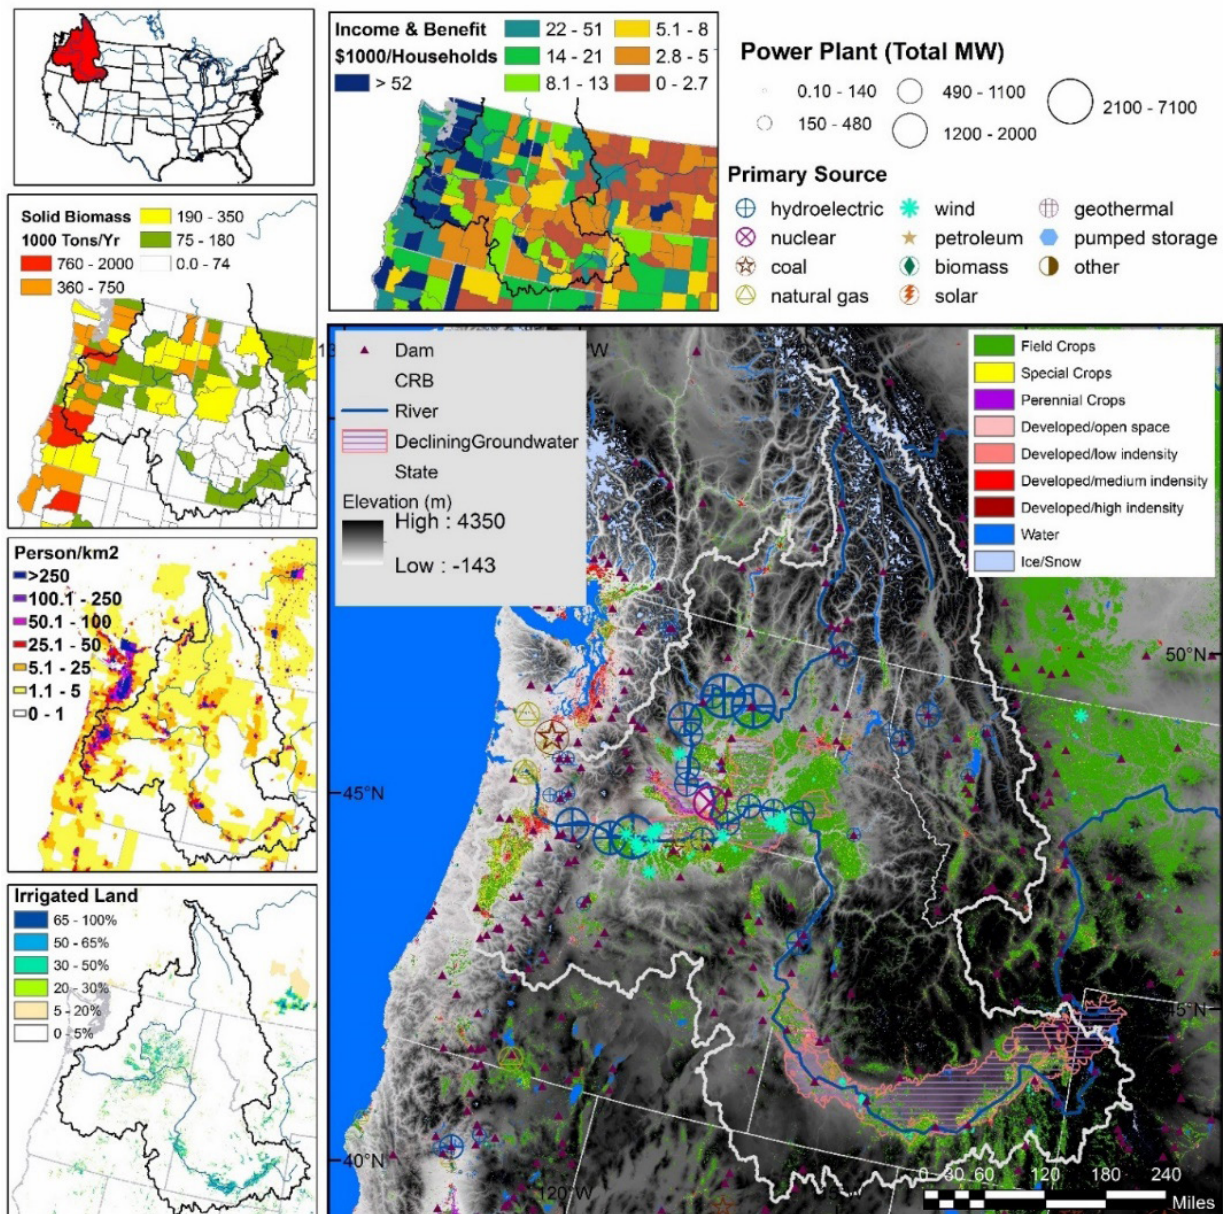 Income & Benefit
$1000/Households
> 52
22 - 51
14 - 21
8.1 - 13
5.1 - 8
2.8 - 5
0 - 2.7
Power Plant (Total MW)
0.10 - 140
150 - 480
490 - 1100
1200 - 2000
2100 - 7100
Primary Source
hydroelectric
nuclear
coal
natural gas
wind
petroleum
biomass
solar
geothermal
pumped storage
other
Solid Biomass
1000 Tons/Yr
760 - 2000
360 - 750
190 - 350
75 - 180
0.0 - 74
Person/km2
>250
100.1 - 250
50.1 - 100
25.1 - 50
5.1 - 25
1.1 - 5
0 - 1
Irrigated Land
65 - 100%
50 - 65%
30 - 50%
20 - 30%
5 - 20%
0 - 5%
Dam
CRB
River
DecliningGroundwater
State
Elevation (m)
High : 4350
Low : -143
Field Crops
Special Crops
Perennial Crops
Developed/open space
Developed/low indensity
Developed/medium indensity
Developed/high indensity
Water
Ice/Snow
50°N
45°N
45°N
40°N
120°W
0 30 60 120 180 240
Miles